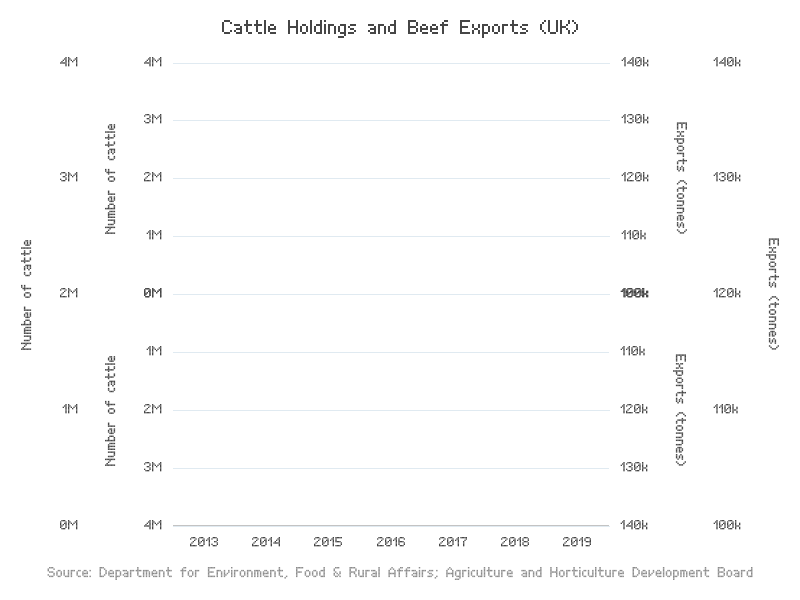 Cattle Holdings and Beef Exports (UK)
4M 4M 140k 140k
3M 130k
3M 2M 120k 130k
1M 110k
2M 0M 100k 120k
1M 110k
1M 2M 120k 110k
3M 130k
0M 4M 140k 100k
Number of cattle
Number of cattle
Number of cattle
Exports (tonnes)
Exports (tonnes)
Exports (tonnes)
2013 2014 2015 2016 2017 2018 2019
Source: Department for Environment, Food & Rural Affairs; Agriculture and Horticulture Development Board